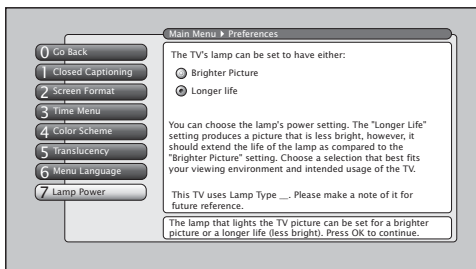 Main Menu ▸ Preferences
0 Go Back
1 Closed Captioning
2 Screen Format
3 Time Menu
4 Color Scheme
5 Translucency
6 Menu Language
7 Lamp Power
The TV's lamp can be set to have either:
Brighter Picture
Longer life
You can choose the lamp's power setting. The "Longer Life"
setting produces a picture that is less bright, however, it
should extend the life of the lamp as compared to the
"Brighter Picture" setting. Choose a selection that best fits
your viewing environment and intended usage of the TV.
This TV uses Lamp Type __. Please make a note of it for
future reference.
The lamp that lights the TV picture can be set for a brighter
picture or a longer life (less bright). Press OK to continue.